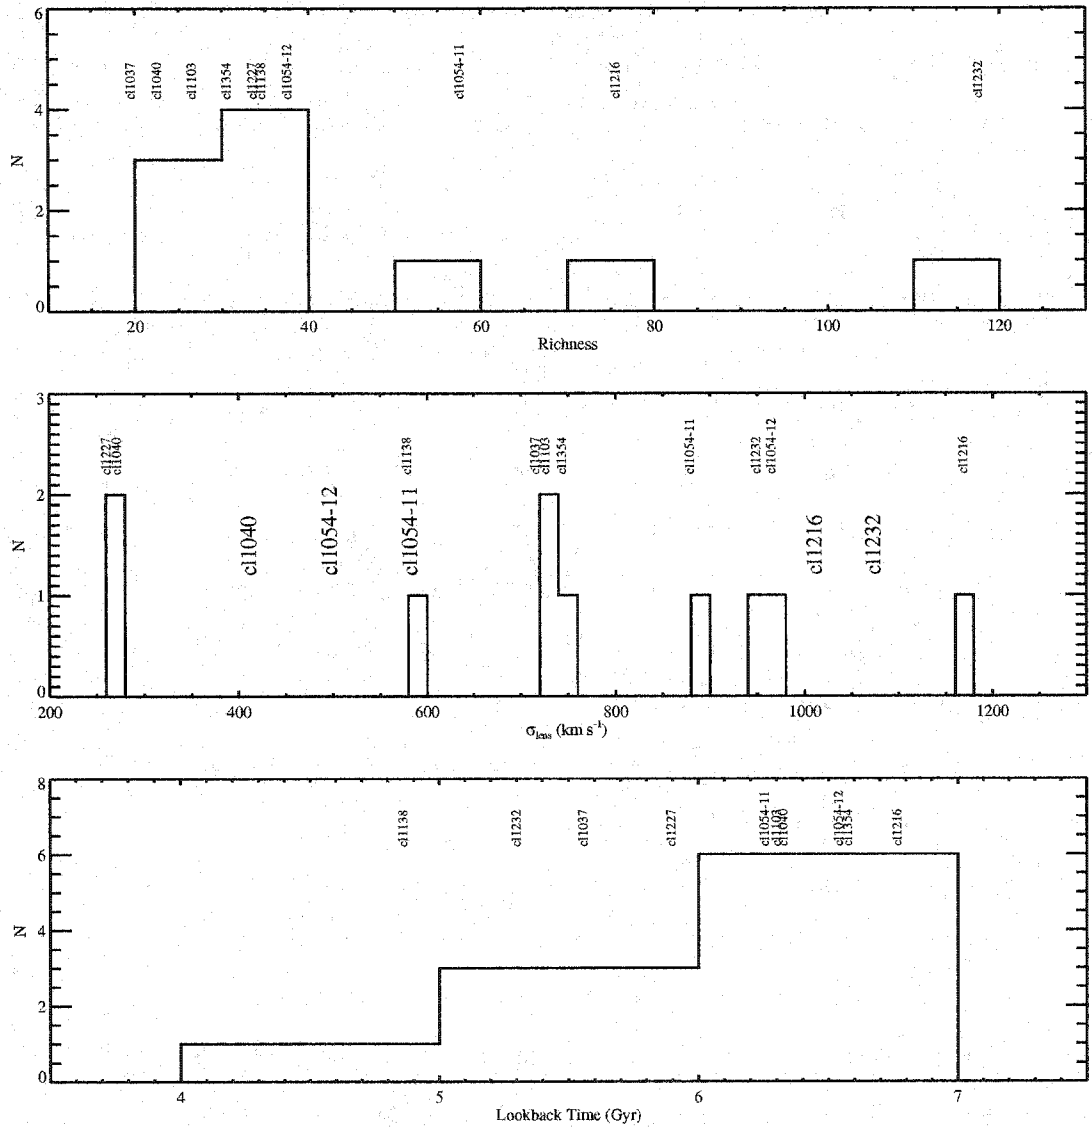 cl1037 cl1040 cl1103 cl1354 cl1227 cl1138 cl1054-12 cl1054-11 cl1216 cl1232
6
4
2
0
N
20 40 60 80 100 120
Richness
cl1227 cl1040 cl1138 cl1037 cl1103 cl1354 cl1054-11 cl1232 cl1054-12 cl1216
cl1040 cl1054-12 cl1054-11 cl1216 cl1232
3
2
1
0
N
200 400 600 800 1000 1200
σlens (km s⁻¹)
cl1138 cl1232 cl1037 cl1227 cl1054-11 cl1103 cl1040 cl1054-12 cl1354 cl1216
8
6
4
2
0
N
4 5 6 7
Lookback Time (Gyr)